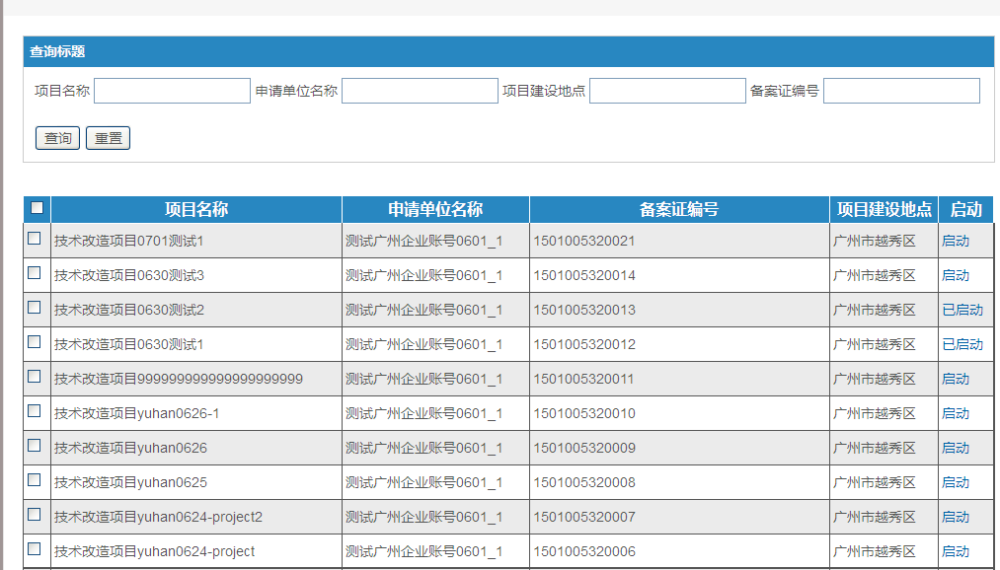 查询标题
项目名称 申请单位名称 项目建设地点 备案证编号
查询 重置
项目名称 申请单位名称 备案证编号 项目建设地点 启动
技术改造项目0701测试1 测试广州企业账号0601_1 1501005320021 广州市越秀区 启动
技术改造项目0630测试3 测试广州企业账号0601_1 1501005320014 广州市越秀区 启动
技术改造项目0630测试2 测试广州企业账号0601_1 1501005320013 广州市越秀区 已启动
技术改造项目0630测试1 测试广州企业账号0601_1 1501005320012 广州市越秀区 已启动
技术改造项目999999999999999999999 测试广州企业账号0601_1 1501005320011 广州市越秀区 启动
技术改造项目yuhan0626-1 测试广州企业账号0601_1 1501005320010 广州市越秀区 启动
技术改造项目yuhan0626 测试广州企业账号0601_1 1501005320009 广州市越秀区 启动
技术改造项目yuhan0625 测试广州企业账号0601_1 1501005320008 广州市越秀区 启动
技术改造项目yuhan0624-project2 测试广州企业账号0601_1 1501005320007 广州市越秀区 启动
技术改造项目yuhan0624-project 测试广州企业账号0601_1 1501005320006 广州市越秀区 启动